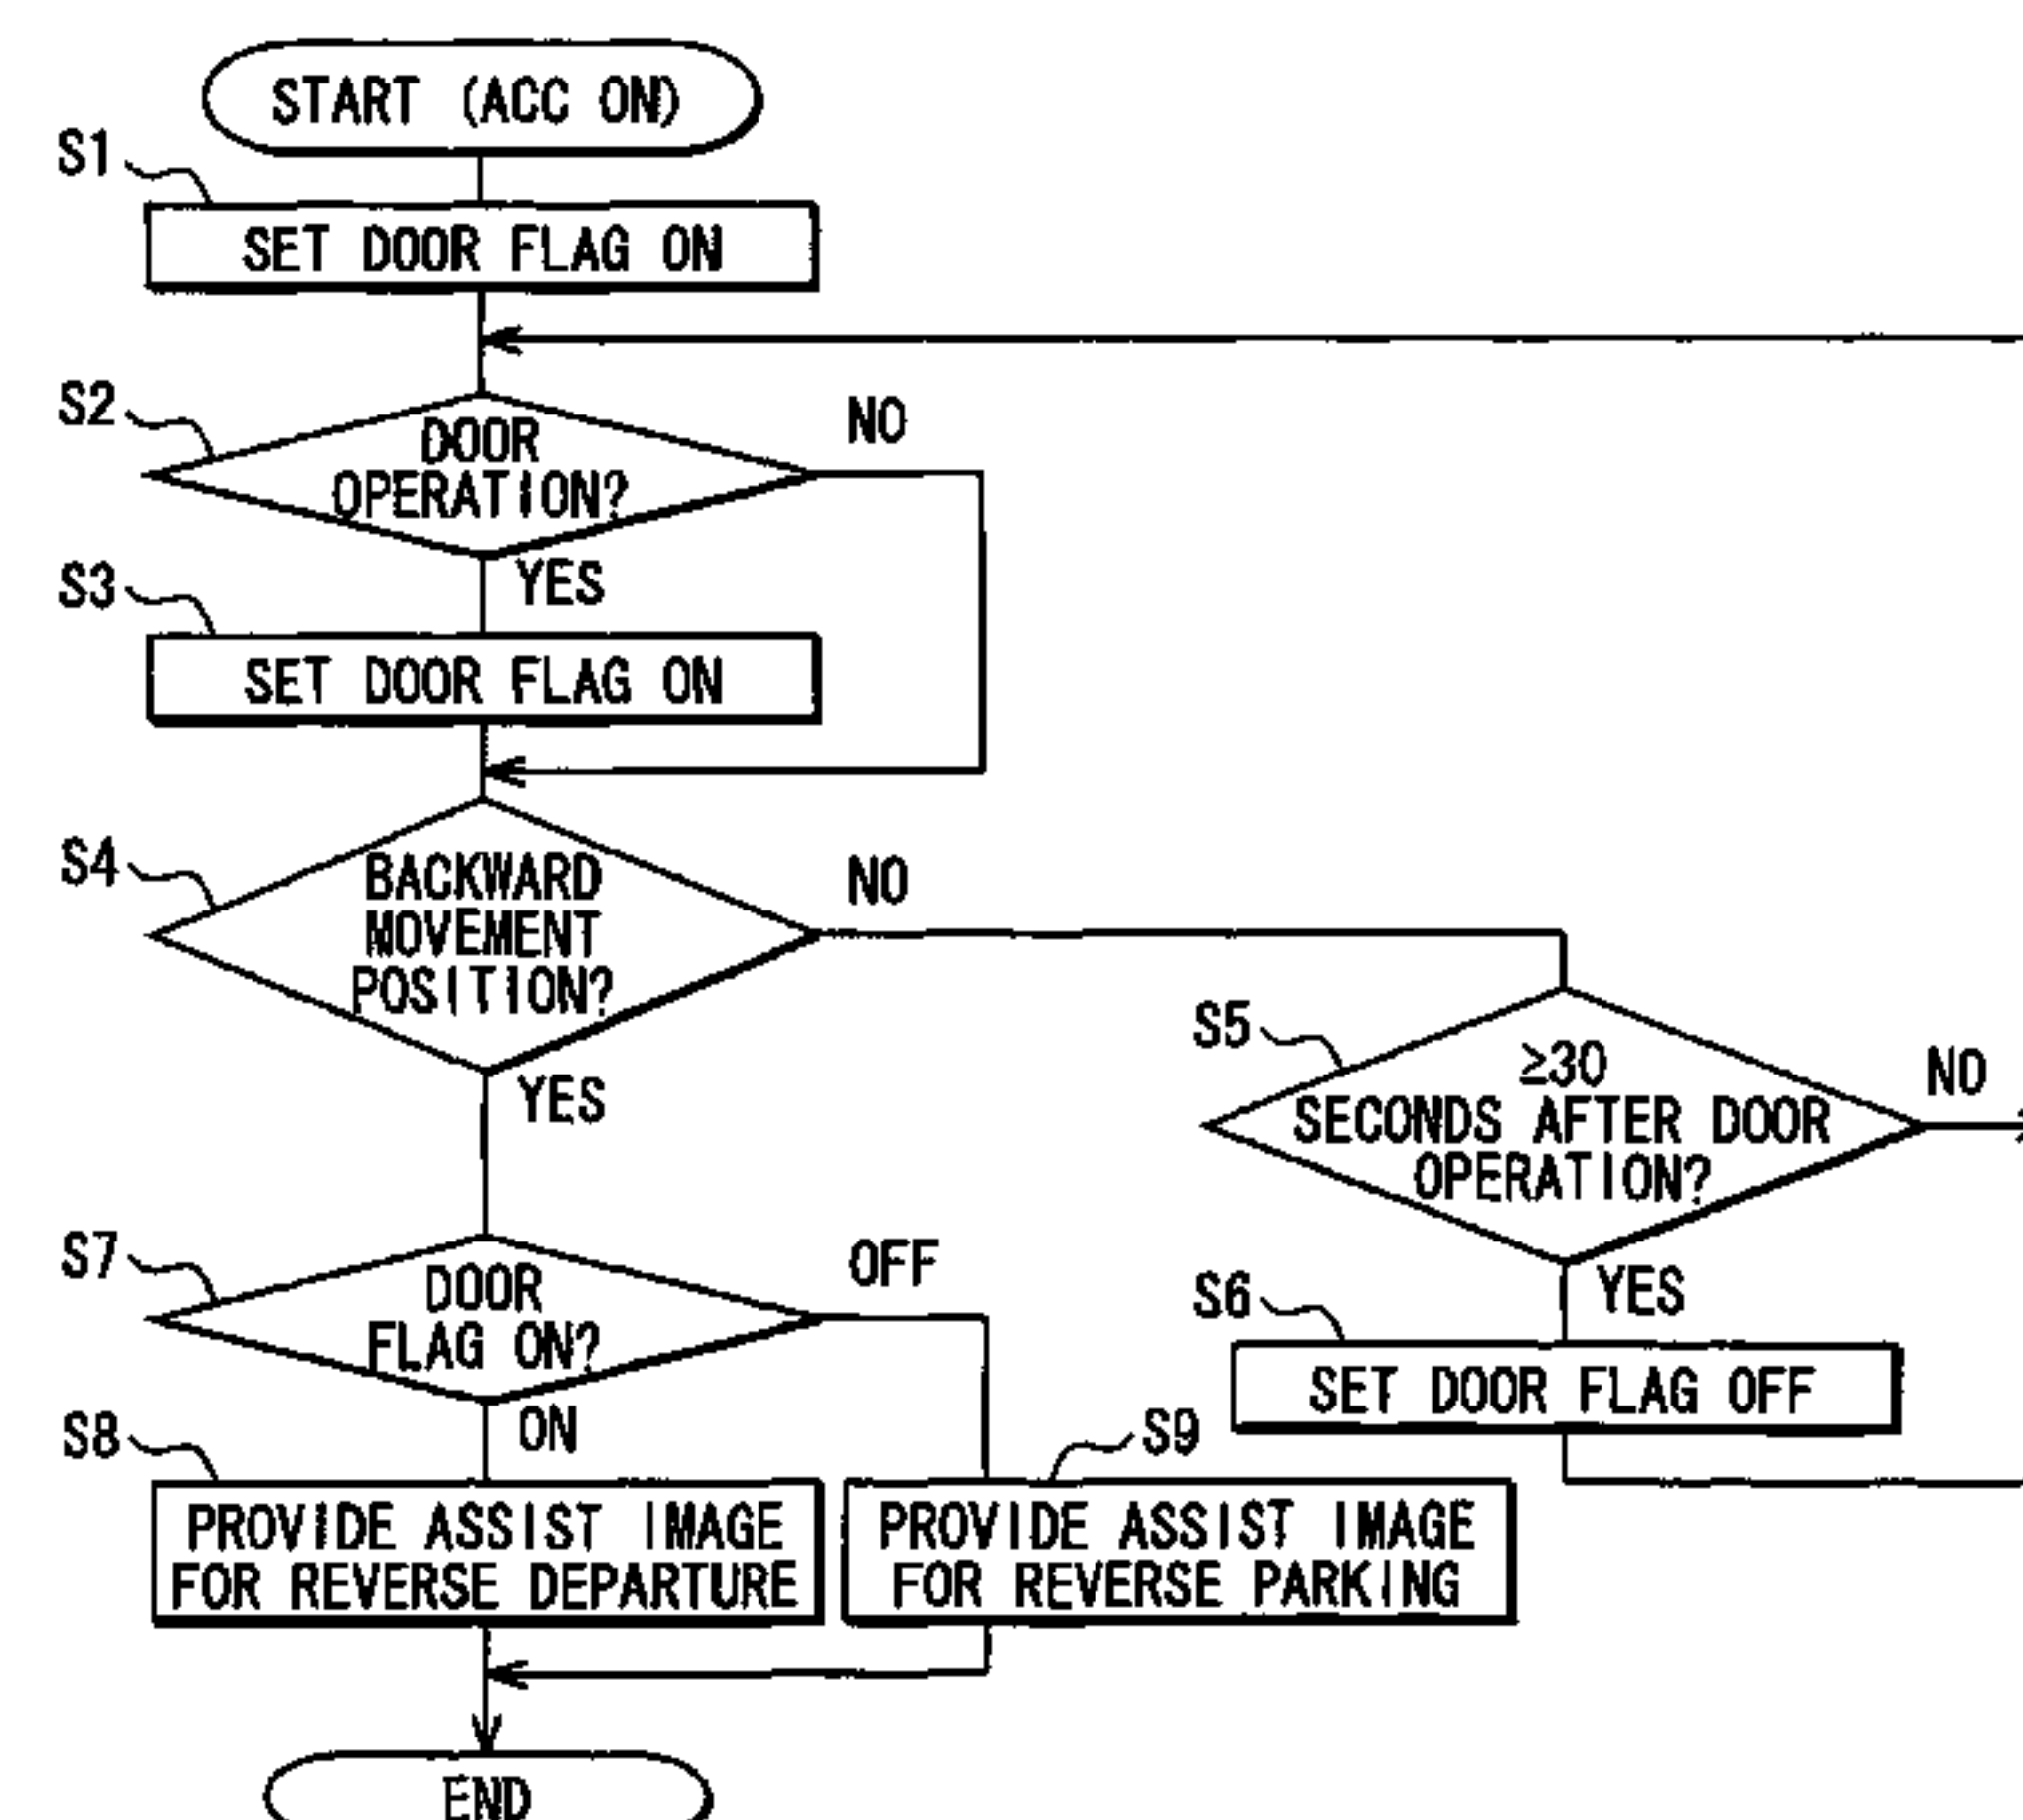 START (ACC ON)
S1
SET DOOR FLAG ON
S2
DOOR
OPERATION?
NO
YES
S3
SET DOOR FLAG ON
S4
BACKWARD
MOVEMENT
POSITION?
NO
YES
S5
≥30
SECONDS AFTER DOOR
OPERATION?
NO
YES
S6
SET DOOR FLAG OFF
S7
DOOR
FLAG ON?
OFF
ON
S8
PROVIDE ASSIST IMAGE
FOR REVERSE DEPARTURE
S9
PROVIDE ASSIST IMAGE
FOR REVERSE PARKING
END